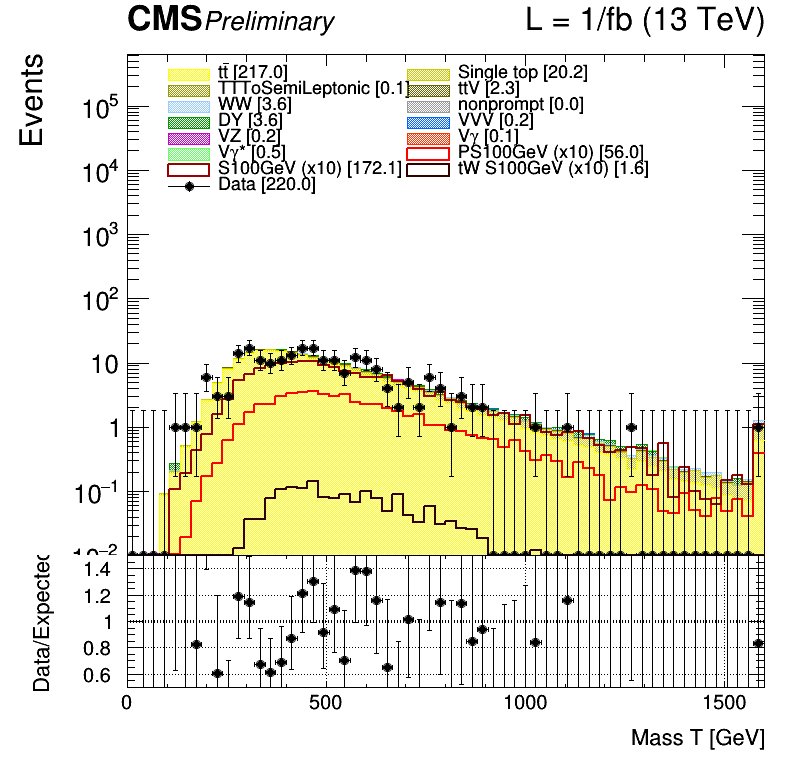 CMS Preliminary L = 1/fb (13 TeV)
Events
tt̄ [217.0] Single top [20.2]
TTToSemiLeptonic [0.1] ttV [2.3]
WW [3.6] nonprompt [0.0]
DY [3.6] VVV [0.2]
VZ [0.2] Vγ [0.1]
Vγ* [0.5] PS100GeV (x10) [56.0]
S100GeV (x10) [172.1] tW S100GeV (x10) [1.6]
Data [220.0]
10⁵
10⁴
10³
10²
10
1
10⁻¹
10⁻²
Data/Expected
1.4
1.2
1
0.8
0.6
0 500 1000 1500
Mass T [GeV]